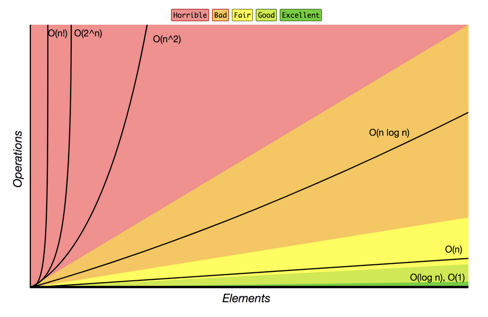 Horrible Bad Fair Good Excellent
O(n!) O(2^n) O(n^2)
O(n log n)
O(n)
O(log n), O(1)
Operations
Elements